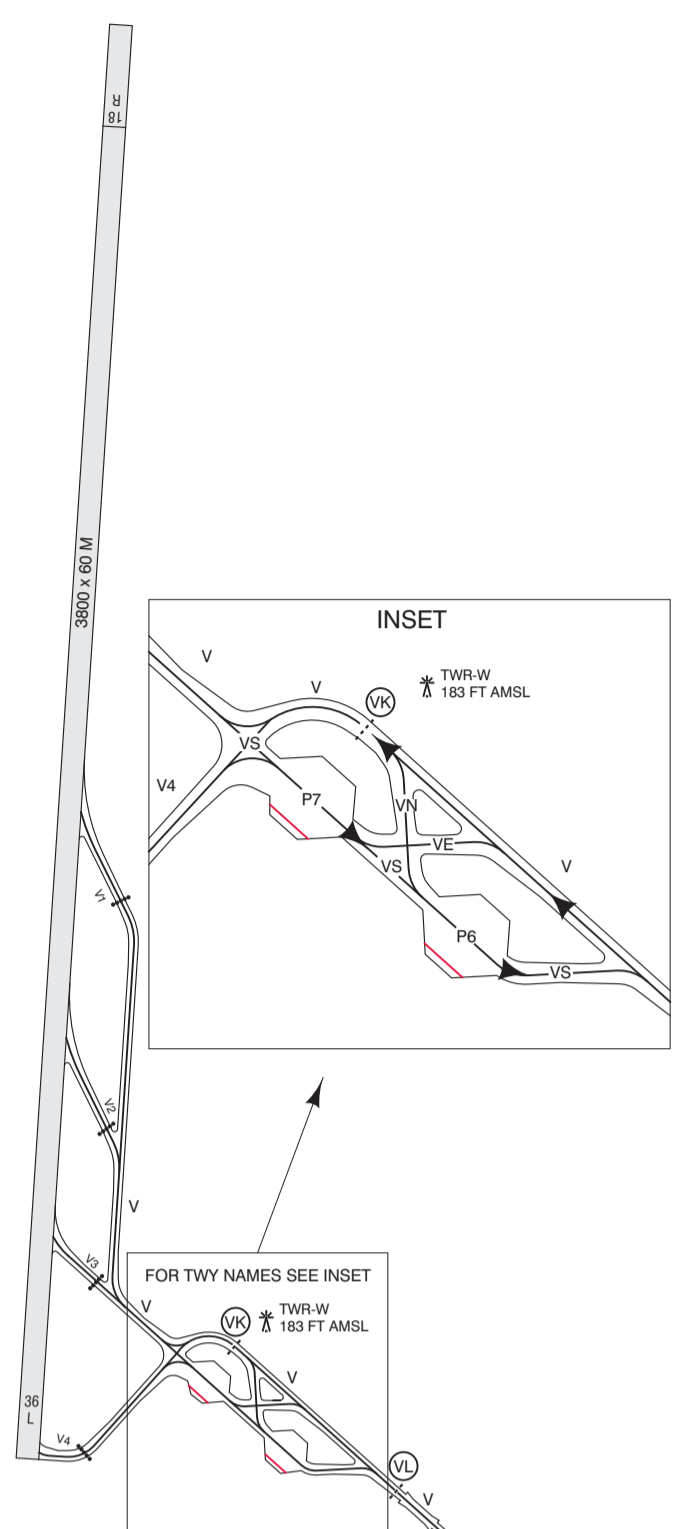 18
R
3800 x 60 M
INSET
V
V
VK
TWR-W
183 FT AMSL
VS
V4
P7
VN
VE
VS
V
P6
VS
V1
V2
V
V3
FOR TWY NAMES SEE INSET
V
VK
TWR-W
183 FT AMSL
V
36
L
V4
VL
V